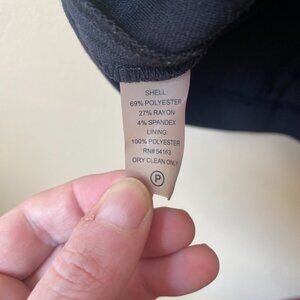 SHELL:
69% POLYESTER
27% RAYON
4% SPANDEX
LINING:
100% POLYESTER
RN# 54163
DRY CLEAN ONLY
P